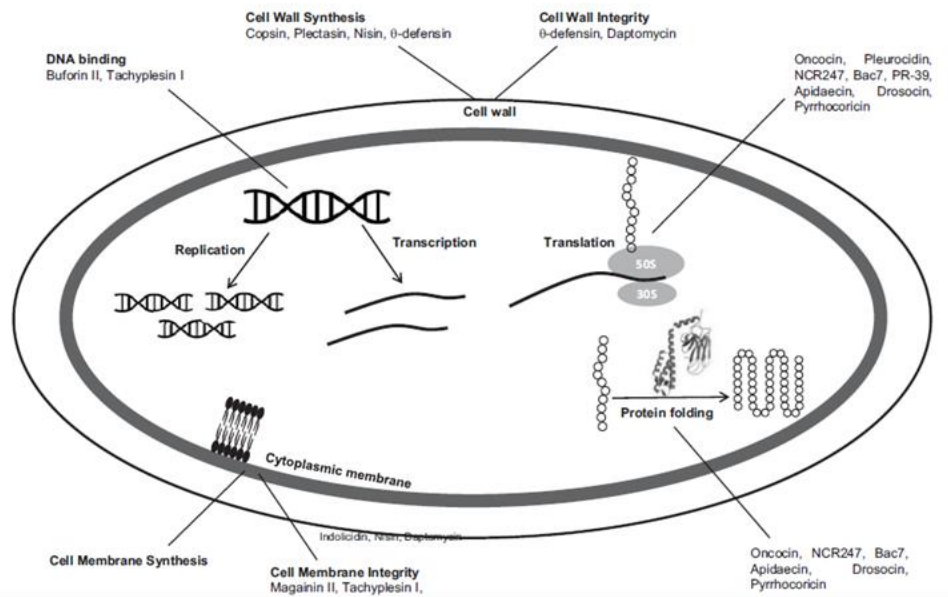 Cell Wall Synthesis
Copsin, Plectasin, Nisin, θ-defensin
Cell Wall Integrity
θ-defensin, Daptomycin
DNA binding
Buforin II, Tachyplesin I
Oncocin, Pleurocidin,
NCR247, Bac7, PR-39,
Apidaecin, Drosocin,
Pyrrhocoricin
Cell wall
Replication
Transcription
Translation
50S
30S
Protein folding
Cytoplasmic membrane
Indolicidin, Nisin, Daptomycin
Cell Membrane Synthesis
Cell Membrane Integrity
Magainin II, Tachyplesin I,
Oncocin, NCR247, Bac7,
Apidaecin, Drosocin,
Pyrrhocoricin